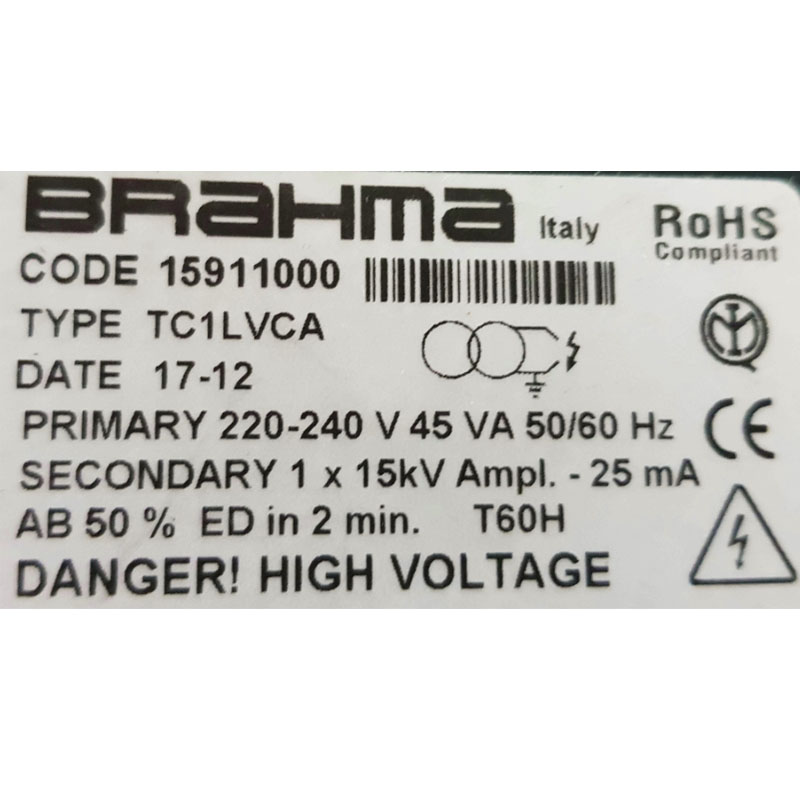 BRAHMA Italy RoHS Compliant
CODE 15911000
TYPE TC1LVCA
DATE 17-12
PRIMARY 220-240 V 45 VA 50/60 Hz CE
SECONDARY 1 x 15kV Ampl. - 25 mA
AB 50 % ED in 2 min. T60H
DANGER! HIGH VOLTAGE